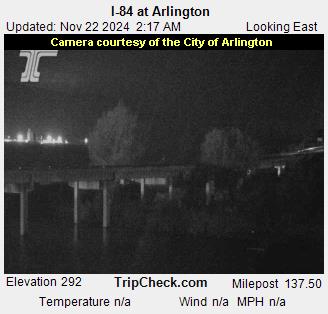 I-84 at Arlington
Updated: Nov 22 2024 2:17 AM Looking East
Camera courtesy of the City of Arlington
Elevation 292 TripCheck.com Milepost 137.50
Temperature n/a Wind n/a MPH n/a